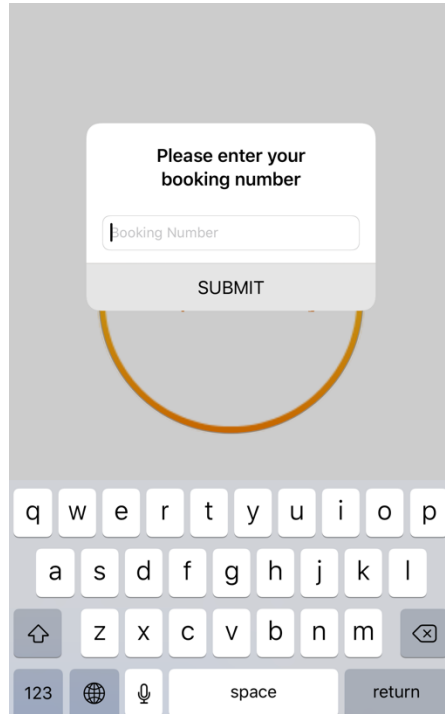 Please enter your
booking number
Booking Number
SUBMIT
q w e r t y u i o p
a s d f g h j k l
z x c v b n m
123 space return